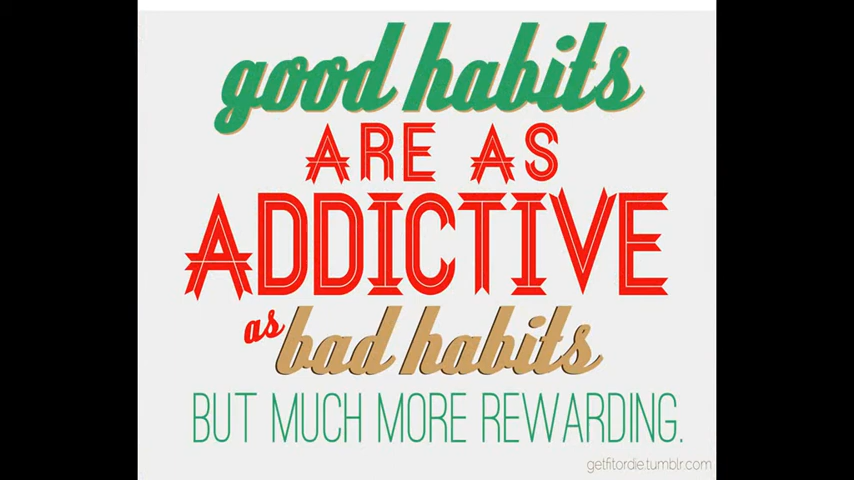 good habits
ARE AS
ADDICTIVE
as bad habits
BUT MUCH MORE REWARDING.
getfitordie.tumblr.com